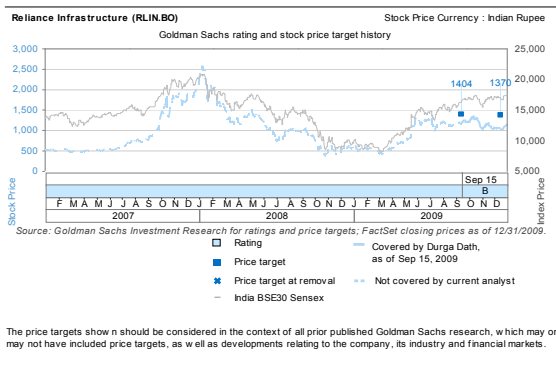 Reliance Infrastructure (RLIN.BO) Stock Price Currency : Indian Rupee
Goldman Sachs rating and stock price target history
3,000 25,000
2,500 20,000
2,000
1,500 15,000
1,000 10,000
500
0 5,000
1404 1370
Sep 15
B
Stock Price
Index Price
F M A M J J A S O N D J F M A M J J A S O N D J F M A M J J A S O N D
2007 2008 2009
Source: Goldman Sachs Investment Research for ratings and price targets; FactSet closing prices as of 12/31/2009.
Rating
Covered by Durga Dath,
as of Sep 15, 2009
Price target
Price target at removal
Not covered by current analyst
India BSE30 Sensex
The price targets show n should be considered in the context of all prior published Goldman Sachs research, w hich may or
may not have included price targets, as w ell as developments relating to the company, its industry and financial markets.